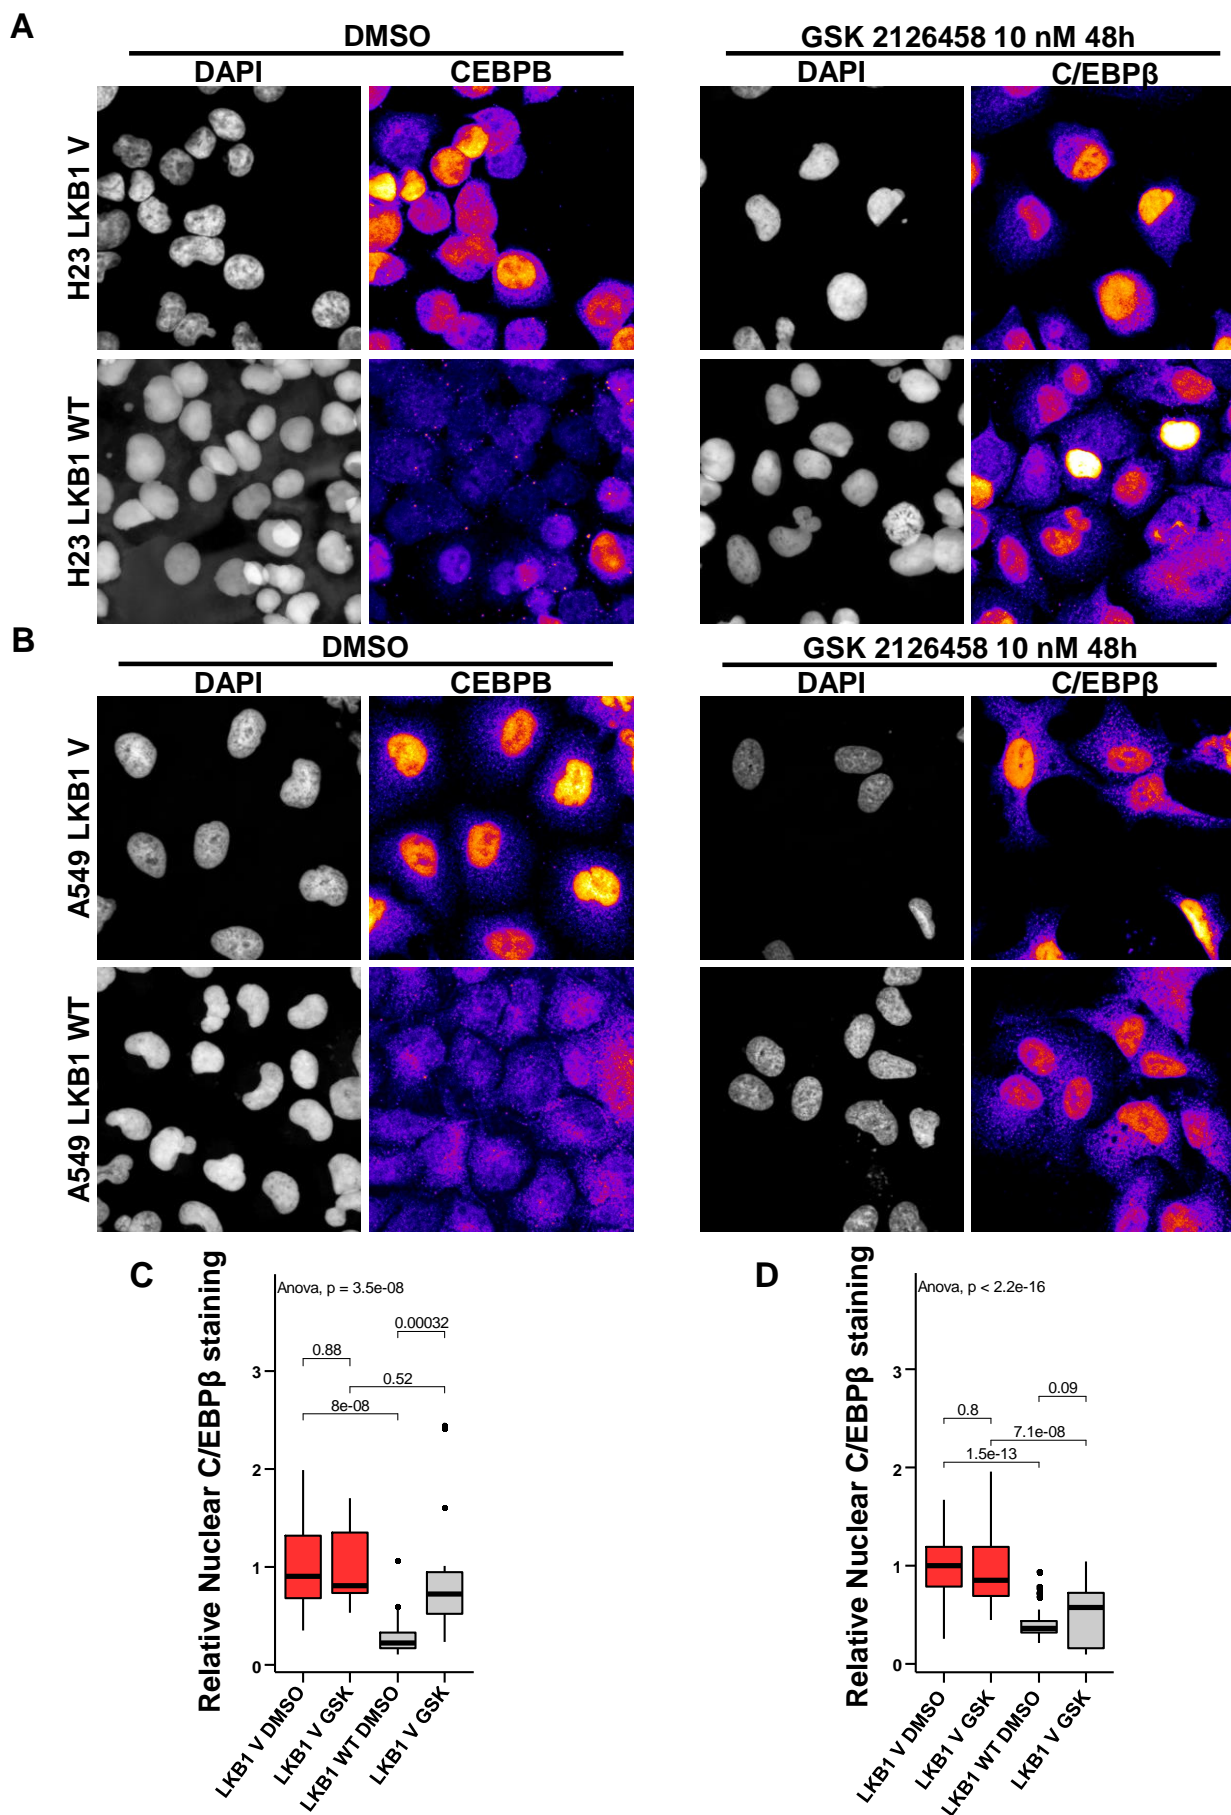 A
DMSO
GSK 2126458 10 nM 48h
DAPI
CEBPB
DAPI
C/EBPβ
H23 LKB1 V
H23 LKB1 WT
B
DMSO
GSK 2126458 10 nM 48h
DAPI
CEBPB
DAPI
C/EBPβ
A549 LKB1 V
A549 LKB1 WT
C
Relative Nuclear C/EBPβ staining
Anova, p = 3.5e-08
0.00032
0.88
0.52
8e-08
3
2
1
0
LKB1 V DMSO
LKB1 V GSK
LKB1 WT DMSO
LKB1 V GSK
D
Relative Nuclear C/EBPβ staining
Anova, p < 2.2e-16
0.09
0.8
7.1e-08
1.5e-13
3
2
1
0
LKB1 V DMSO
LKB1 V GSK
LKB1 WT DMSO
LKB1 V GSK